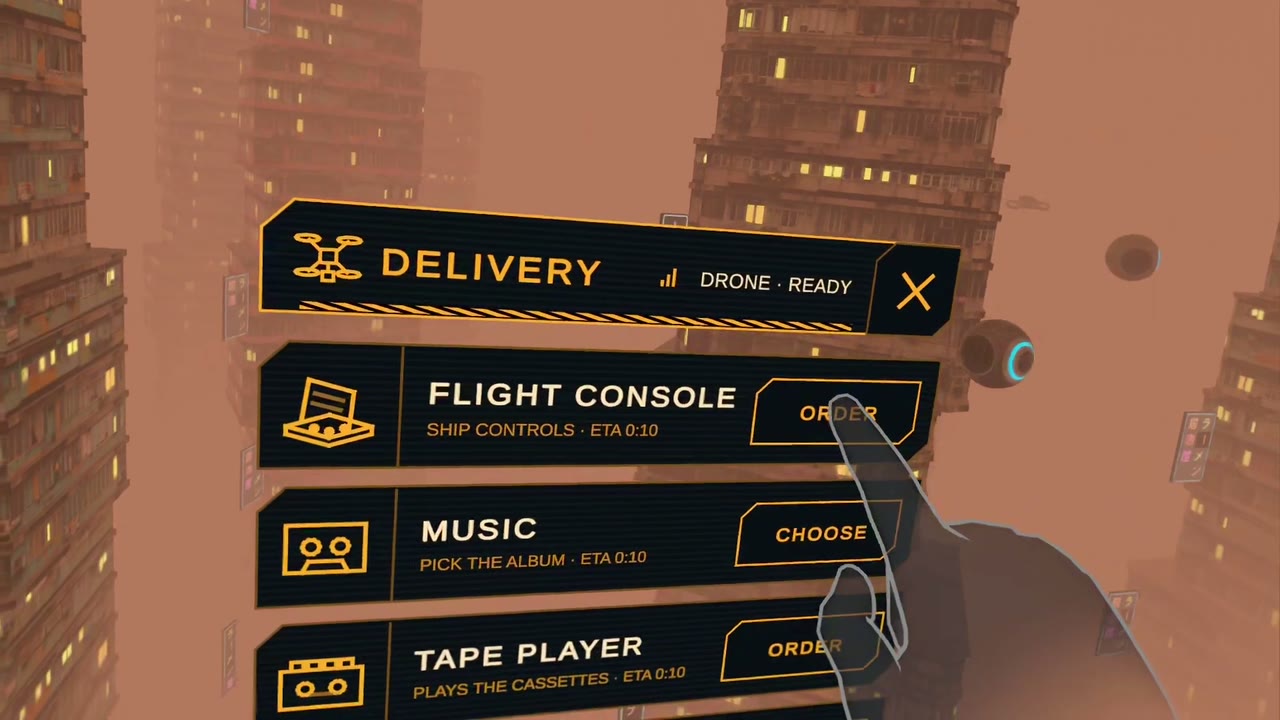 DELIVERY
DRONE · READY
FLIGHT CONSOLE
SHIP CONTROLS · ETA 0:10
ORDER
MUSIC
PICK THE ALBUM · ETA 0:10
CHOOSE
TAPE PLAYER
PLAYS THE CASSETTES · ETA 0:10
ORDER